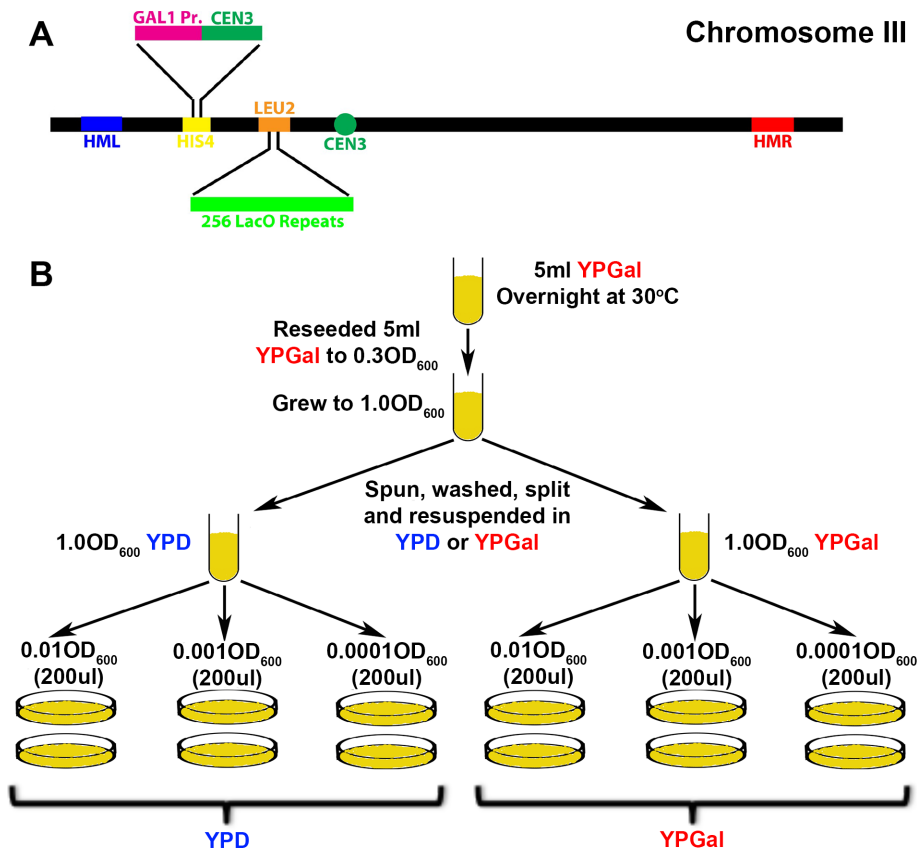 A
GAL1 Pr. CEN3
Chromosome III
LEU2
HML
HIS4
CEN3
HMR
256 LacO Repeats
B
5ml YPGal
Overnight at 30°C
Reseeded 5ml
YPGal to 0.3OD600
Grew to 1.0OD600
Spun, washed, split
and resuspended in
YPD or YPGal
1.0OD600 YPD
1.0OD600 YPGal
0.01OD600
(200ul)
0.001OD600
(200ul)
0.0001OD600
(200ul)
0.01OD600
(200ul)
0.001OD600
(200ul)
0.0001OD600
(200ul)
YPD
YPGal